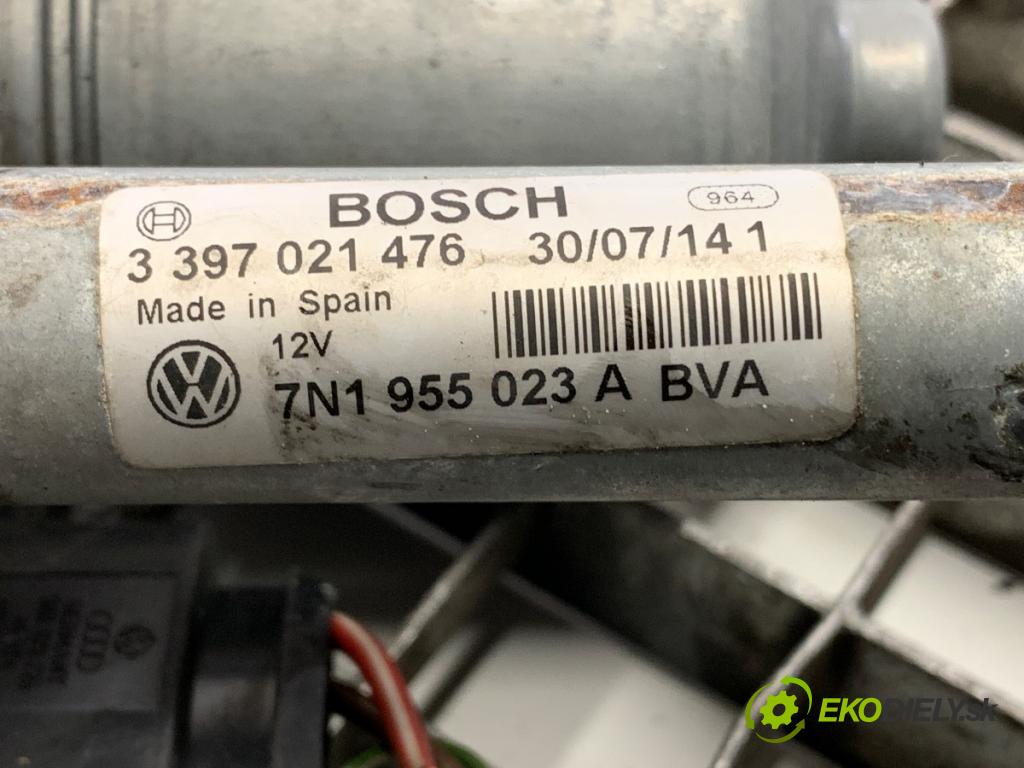 BOSCH 964
3 397 021 476 30/07/14 1
Made in Spain
12V
7N1 955 023 A BVA
EKOBIELY.sk